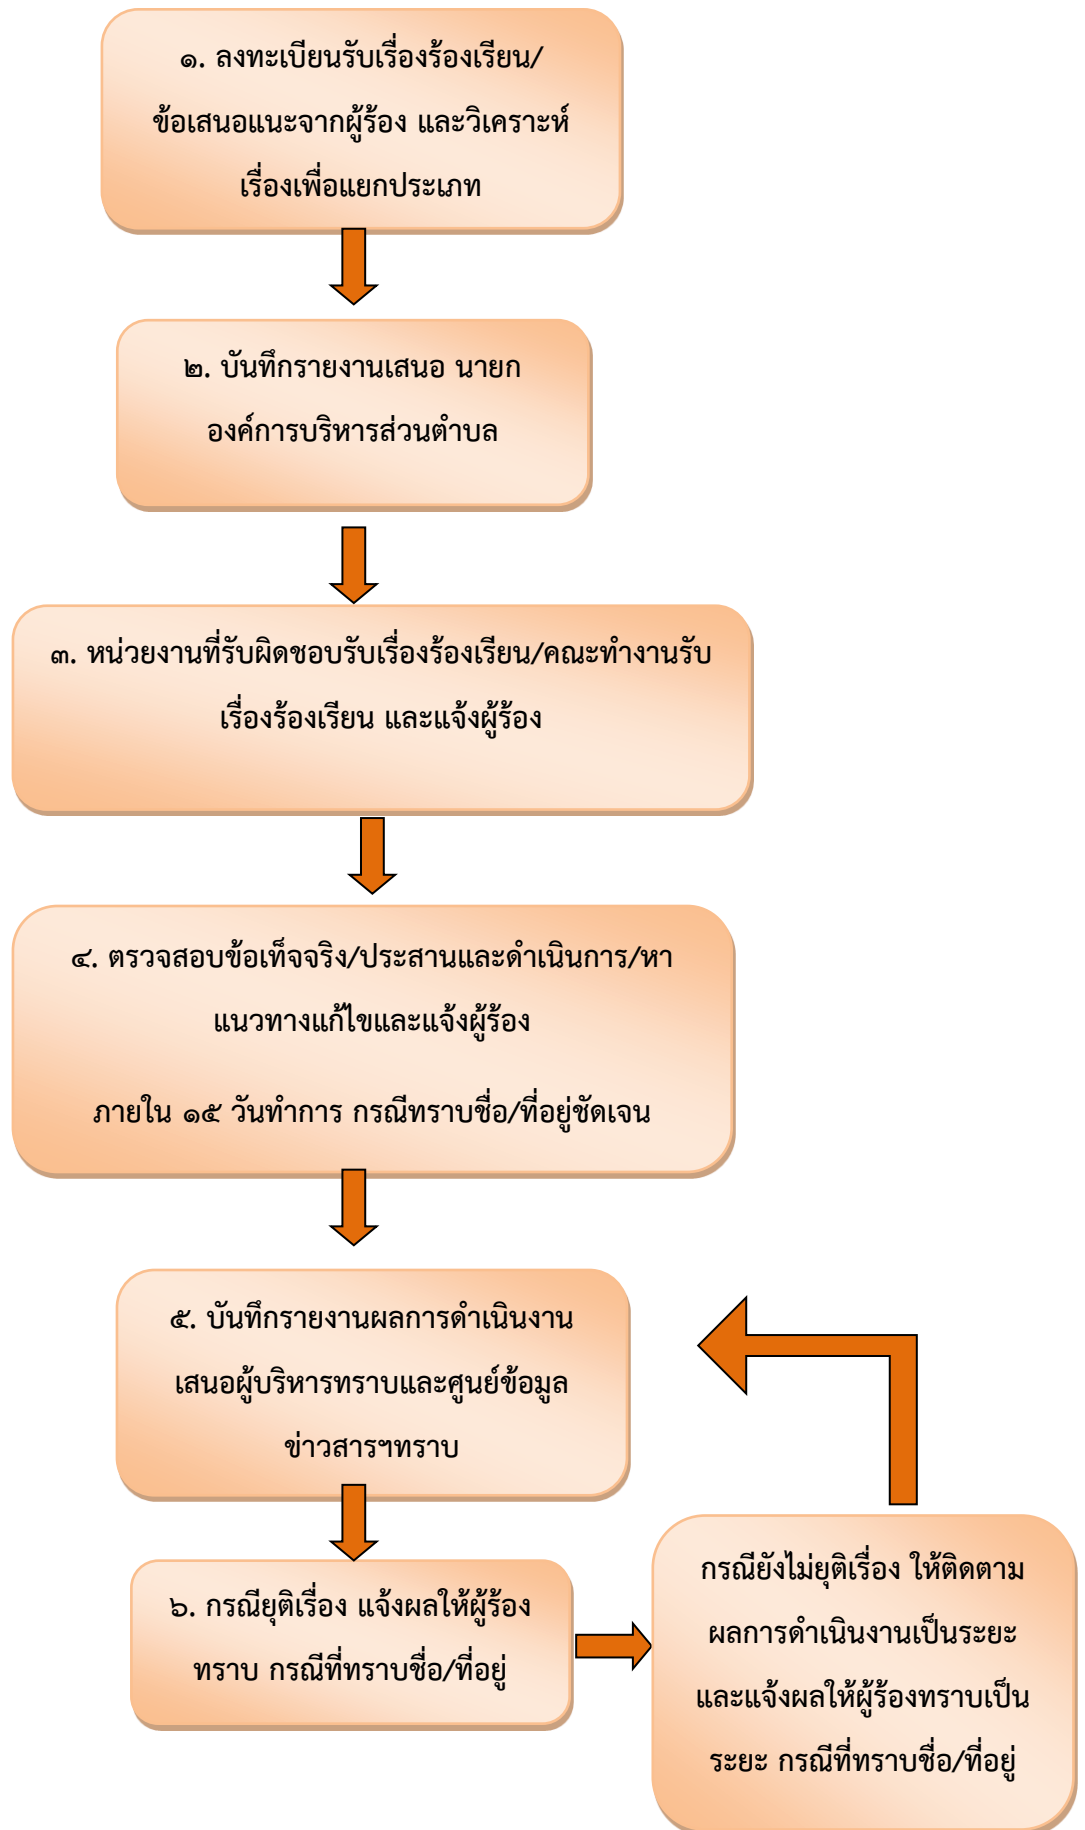 ๑. ลงทะเบียนรับเรื่องร้องเรียน/
ข้อเสนอแนะจากผู้ร้อง และวิเคราะห์
เรื่องเพื่อแยกประเภท
๒. บันทึกรายงานเสนอ นายก
องค์การบริหารส่วนตำบล
๓. หน่วยงานที่รับผิดชอบรับเรื่องร้องเรียน/คณะทำงานรับ
เรื่องร้องเรียน และแจ้งผู้ร้อง
๔. ตรวจสอบข้อเท็จจริง/ประสานและดำเนินการ/หา
แนวทางแก้ไขและแจ้งผู้ร้อง
ภายใน ๑๕ วันทำการ กรณีทราบชื่อ/ที่อยู่ชัดเจน
๕. บันทึกรายงานผลการดำเนินงาน
เสนอผู้บริหารทราบและศูนย์ข้อมูล
ข่าวสารฯทราบ
๖. กรณียุติเรื่อง แจ้งผลให้ผู้ร้อง
ทราบ กรณีที่ทราบชื่อ/ที่อยู่
กรณียังไม่ยุติเรื่อง ให้ติดตาม
ผลการดำเนินงานเป็นระยะ
และแจ้งผลให้ผู้ร้องทราบเป็น
ระยะ กรณีที่ทราบชื่อ/ที่อยู่